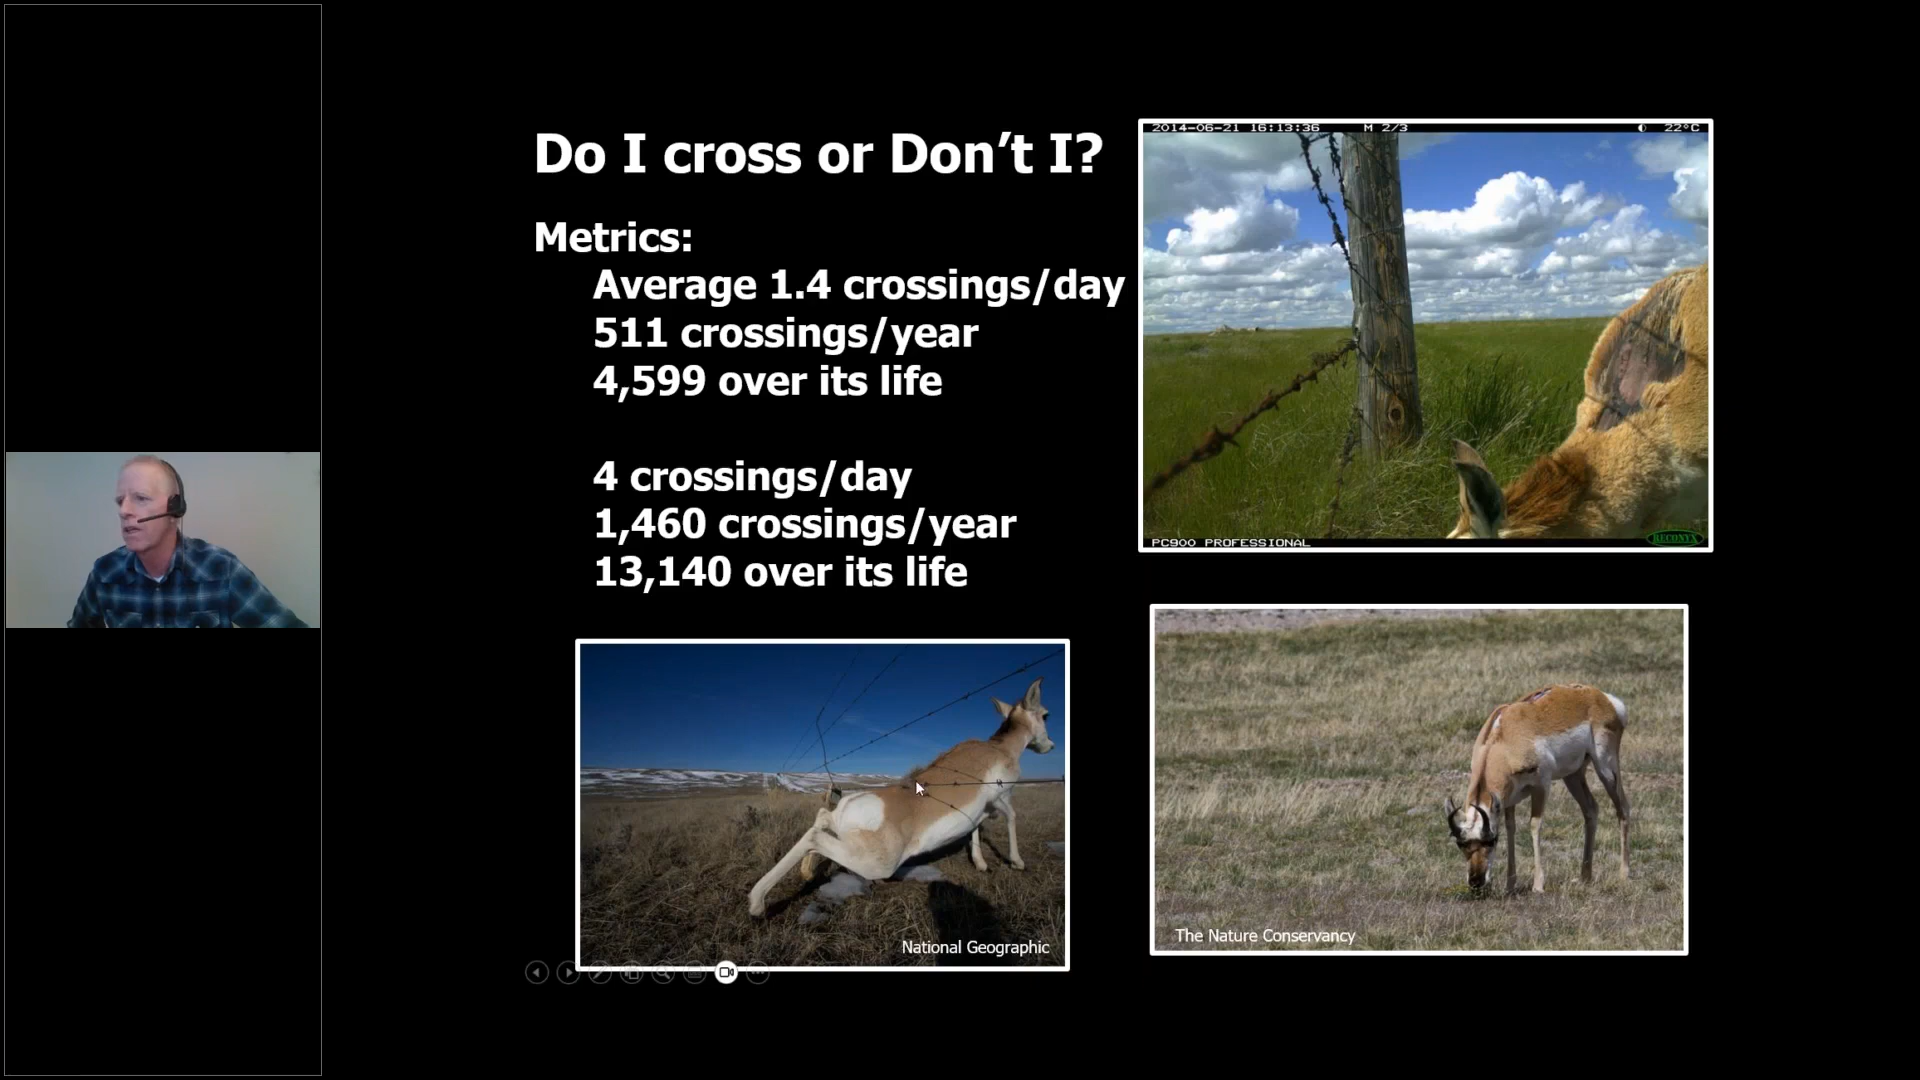 Do I cross or Don't I?
Metrics:
Average 1.4 crossings/day
511 crossings/year
4,599 over its life
4 crossings/day
1,460 crossings/year
13,140 over its life
2014-06-21 16:13:36 M 2/3 22°C
PC900 PROFESSIONAL
RECONYX
National Geographic
The Nature Conservancy